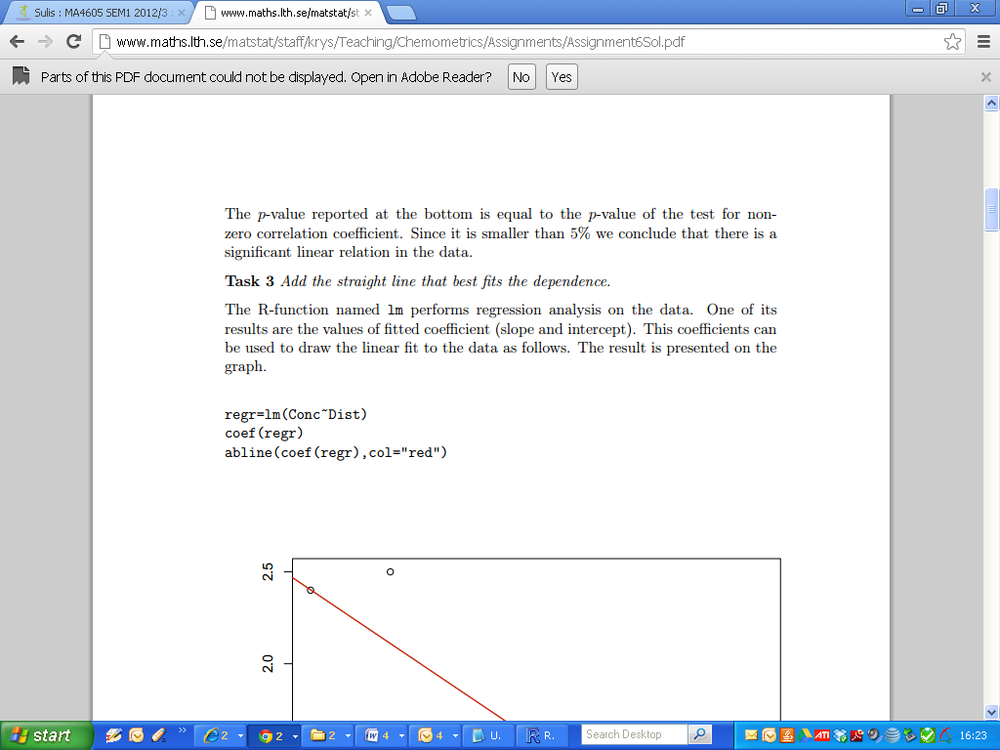 Sulis : MA4605 SEM1 2012/3 :
www.maths.lth.se/matstat/st
www.maths.lth.se/matstat/staff/krys/Teaching/Chemometrics/Assignments/Assignment6Sol.pdf
Parts of this PDF document could not be displayed. Open in Adobe Reader? No Yes
The p-value reported at the bottom is equal to the p-value of the test for non-
zero correlation coefficient. Since it is smaller than 5% we conclude that there is a
significant linear relation in the data.
Task 3 Add the straight line that best fits the dependence.
The R-function named lm performs regression analysis on the data. One of its
results are the values of fitted coefficient (slope and intercept). This coefficients can
be used to draw the linear fit to the data as follows. The result is presented on the
graph.
regr=lm(Conc~Dist)
coef(regr)
abline(coef(regr),col="red")
2.5
2.0
start 2 2 2 4 4 U. R. Search Desktop ATI 16:23